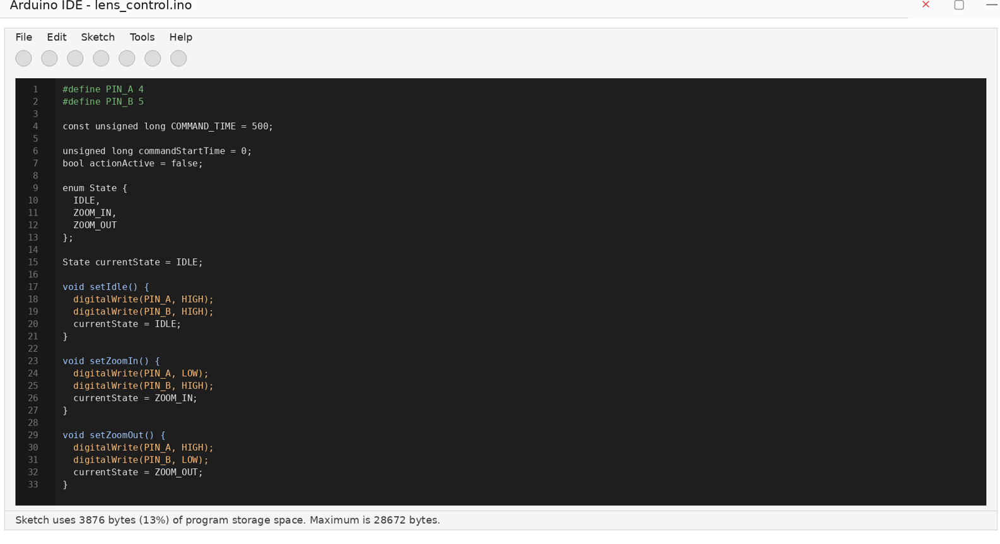 Arduino IDE - lens_control.ino
File Edit Sketch Tools Help
1 #define PIN_A 4
2 #define PIN_B 5
3
4 const unsigned long COMMAND_TIME = 500;
5
6 unsigned long commandStartTime = 0;
7 bool actionActive = false;
8
9 enum State {
10   IDLE,
11   ZOOM_IN,
12   ZOOM_OUT
13 };
14
15 State currentState = IDLE;
16
17 void setIdle() {
18   digitalWrite(PIN_A, HIGH);
19   digitalWrite(PIN_B, HIGH);
20   currentState = IDLE;
21 }
22
23 void setZoomIn() {
24   digitalWrite(PIN_A, LOW);
25   digitalWrite(PIN_B, HIGH);
26   currentState = ZOOM_IN;
27 }
28
29 void setZoomOut() {
30   digitalWrite(PIN_A, HIGH);
31   digitalWrite(PIN_B, LOW);
32   currentState = ZOOM_OUT;
33 }
Sketch uses 3876 bytes (13%) of program storage space. Maximum is 28672 bytes.